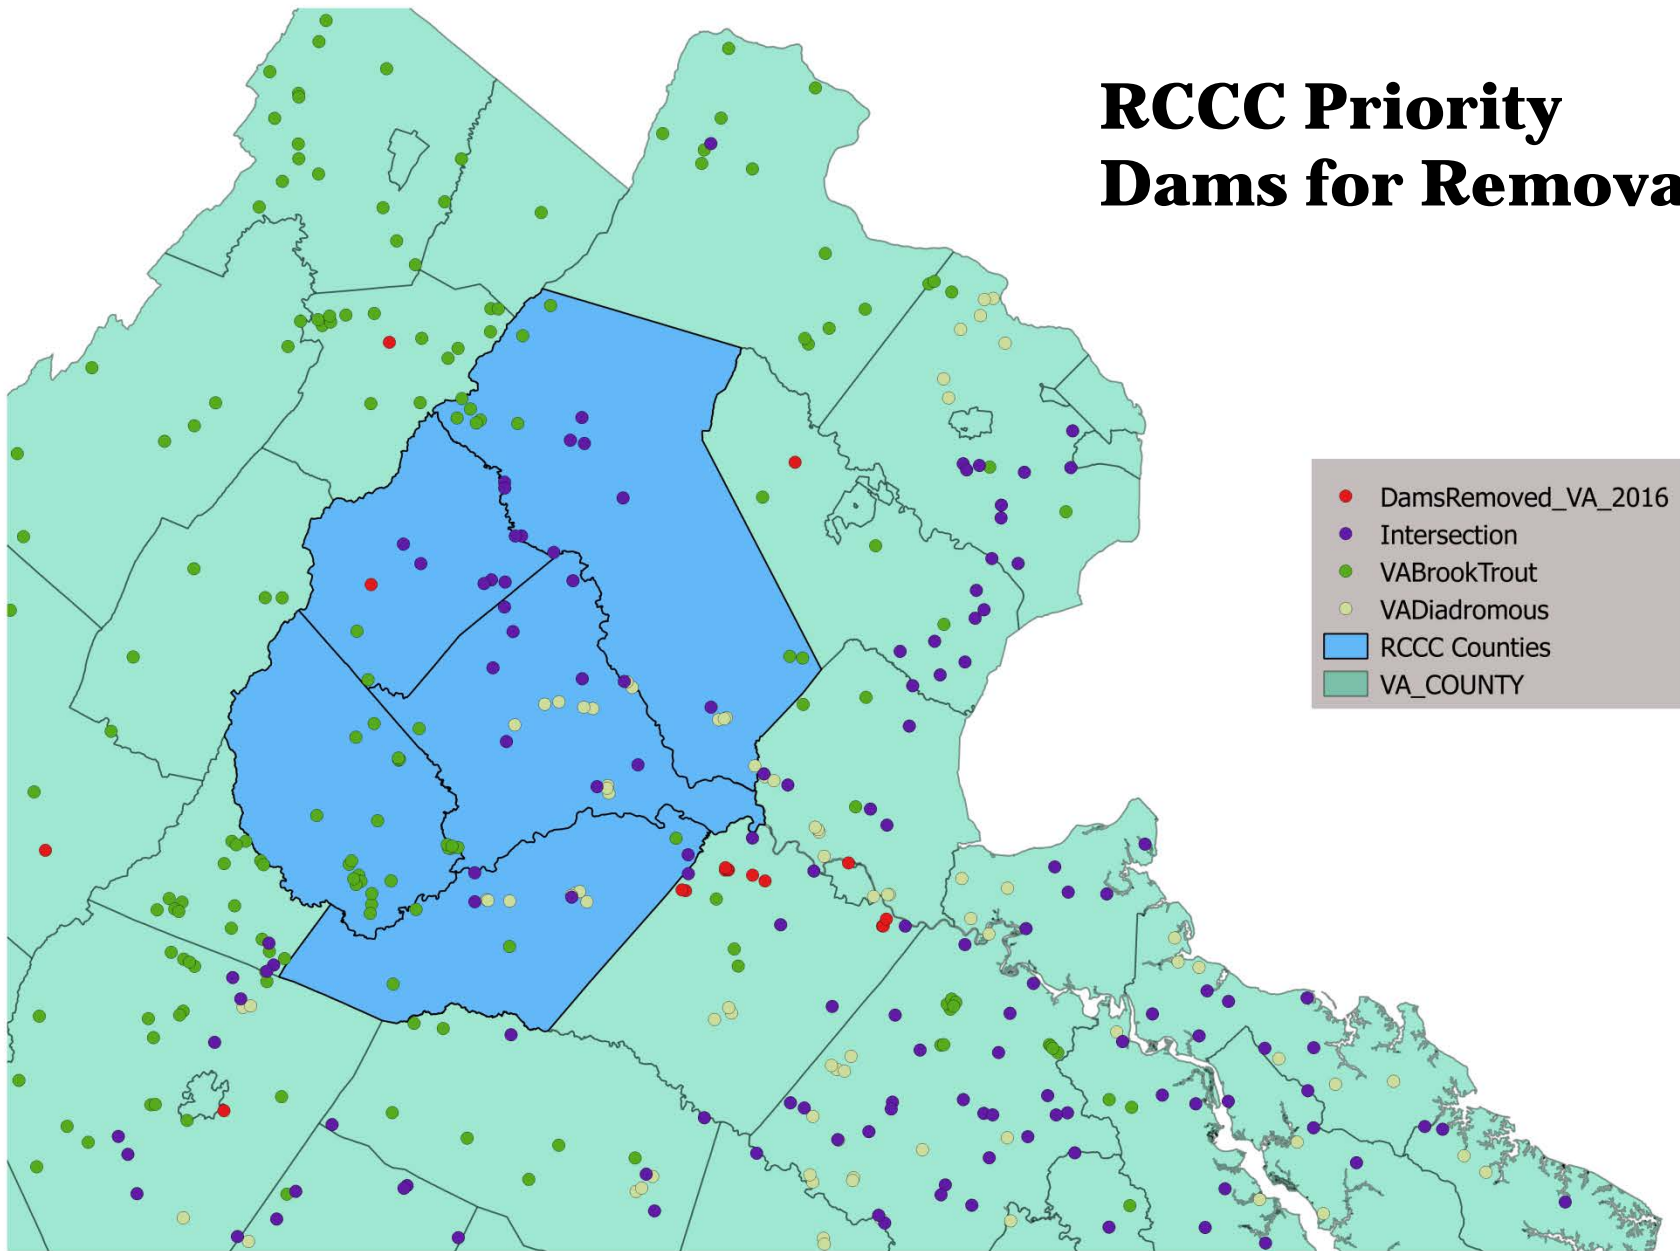 RCCC Priority
Dams for Remova
DamsRemoved_VA_2016
Intersection
VABrookTrout
VADiadromous
RCCC Counties
VA_COUNTY